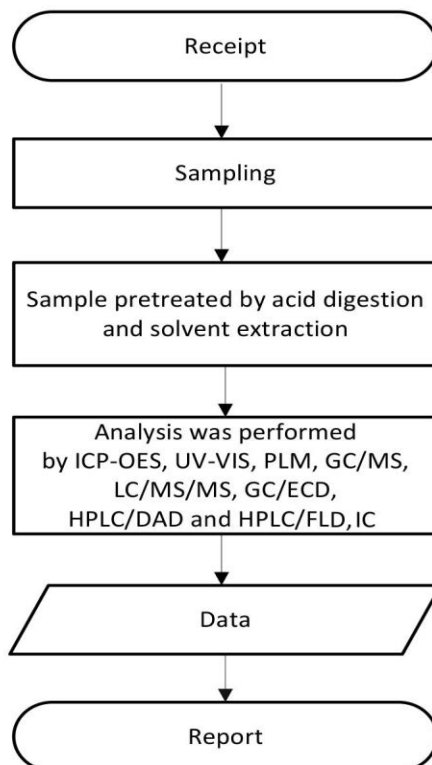 Receipt
Sampling
Sample pretreated by acid digestion
and solvent extraction
Analysis was performed
by ICP-OES, UV-VIS, PLM, GC/MS,
LC/MS/MS, GC/ECD,
HPLC/DAD and HPLC/FLD, IC
Data
Report